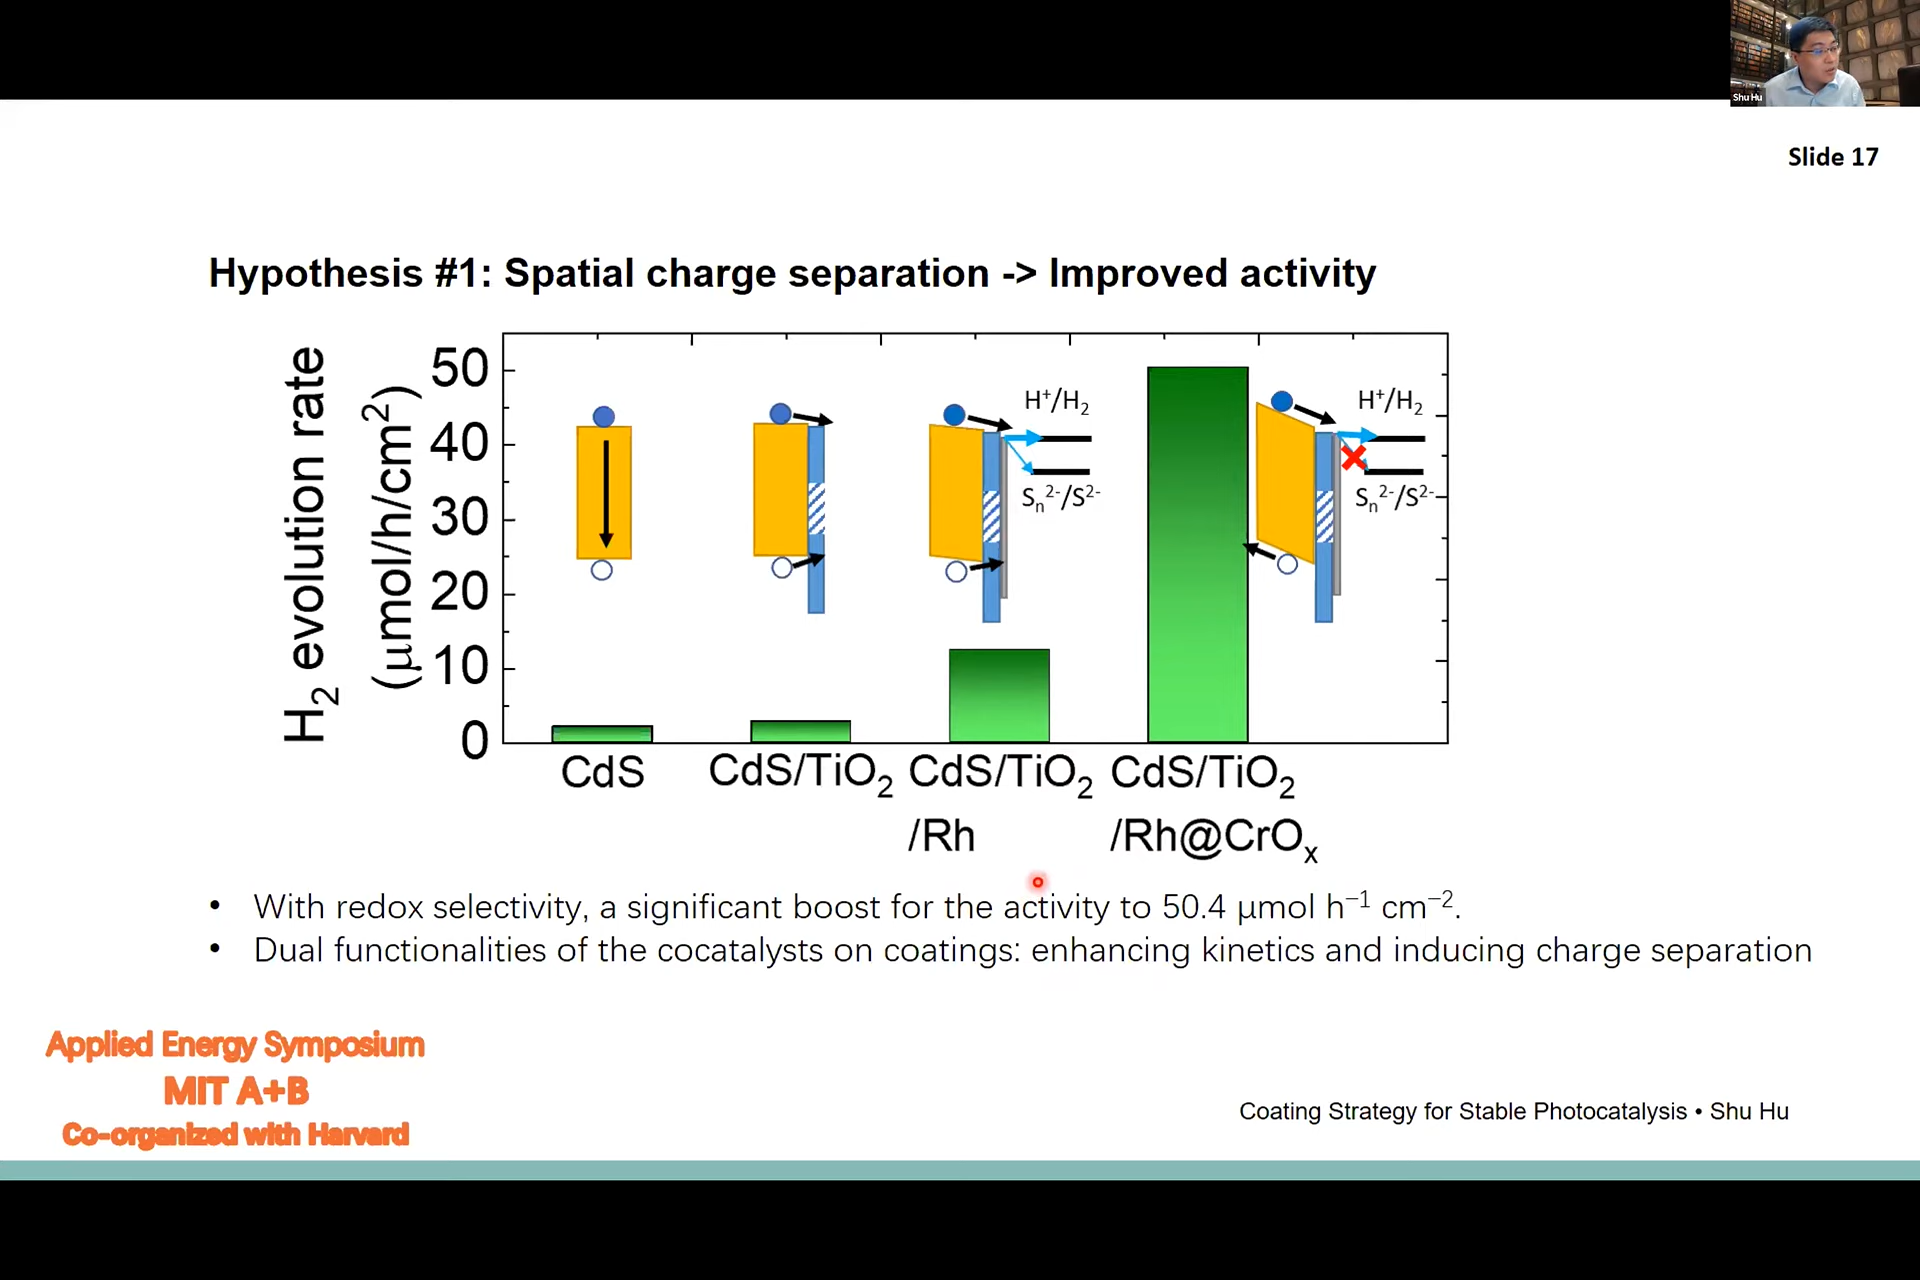 Shu Hu
Slide 17
Hypothesis #1: Spatial charge separation -> Improved activity
H₂ evolution rate
(μmol/h/cm²)
50
40
30
20
10
0
H⁺/H₂
Sₙ²⁻/S²⁻
H⁺/H₂
Sₙ²⁻/S²⁻
CdS
CdS/TiO₂
CdS/TiO₂
/Rh
CdS/TiO₂
/Rh@CrOₓ
• With redox selectivity, a significant boost for the activity to 50.4 μmol h⁻¹ cm⁻².
• Dual functionalities of the cocatalysts on coatings: enhancing kinetics and inducing charge separation
Applied Energy Symposium
MIT A+B
Co-organized with Harvard
Coating Strategy for Stable Photocatalysis • Shu Hu